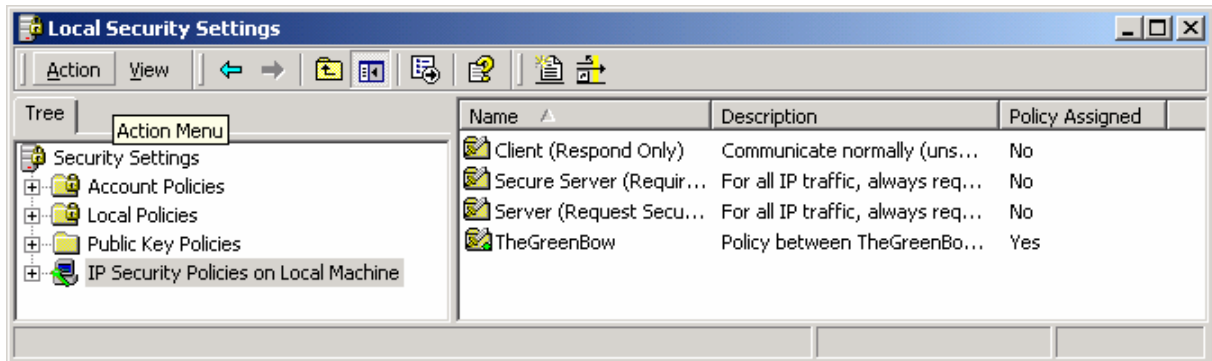 Local Security Settings
Action View
Tree
Action Menu
Security Settings
Account Policies
Local Policies
Public Key Policies
IP Security Policies on Local Machine
Name Description Policy Assigned
Client (Respond Only) Communicate normally (uns... No
Secure Server (Requir... For all IP traffic, always req... No
Server (Request Secu... For all IP traffic, always req... No
TheGreenBow Policy between TheGreenBo... Yes